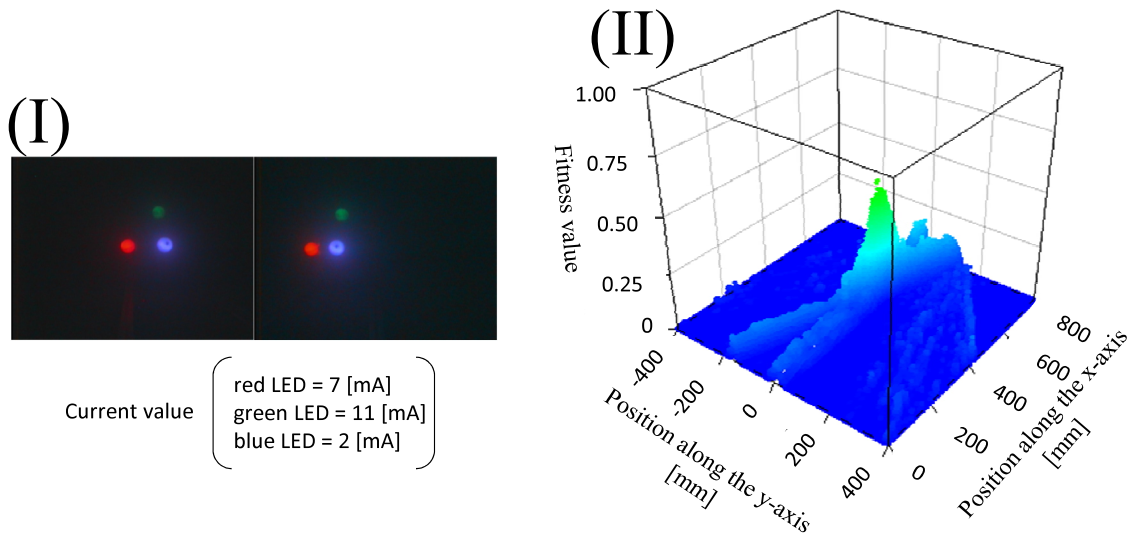 (I)
Current value
red LED = 7 [mA]
green LED = 11 [mA]
blue LED = 2 [mA]
(II)
Fitness value
1.00
0.75
0.50
0.25
0
-400
-200
0
200
400
Position along the y-axis
[mm]
0
200
400
600
800
Position along the x-axis
[mm]